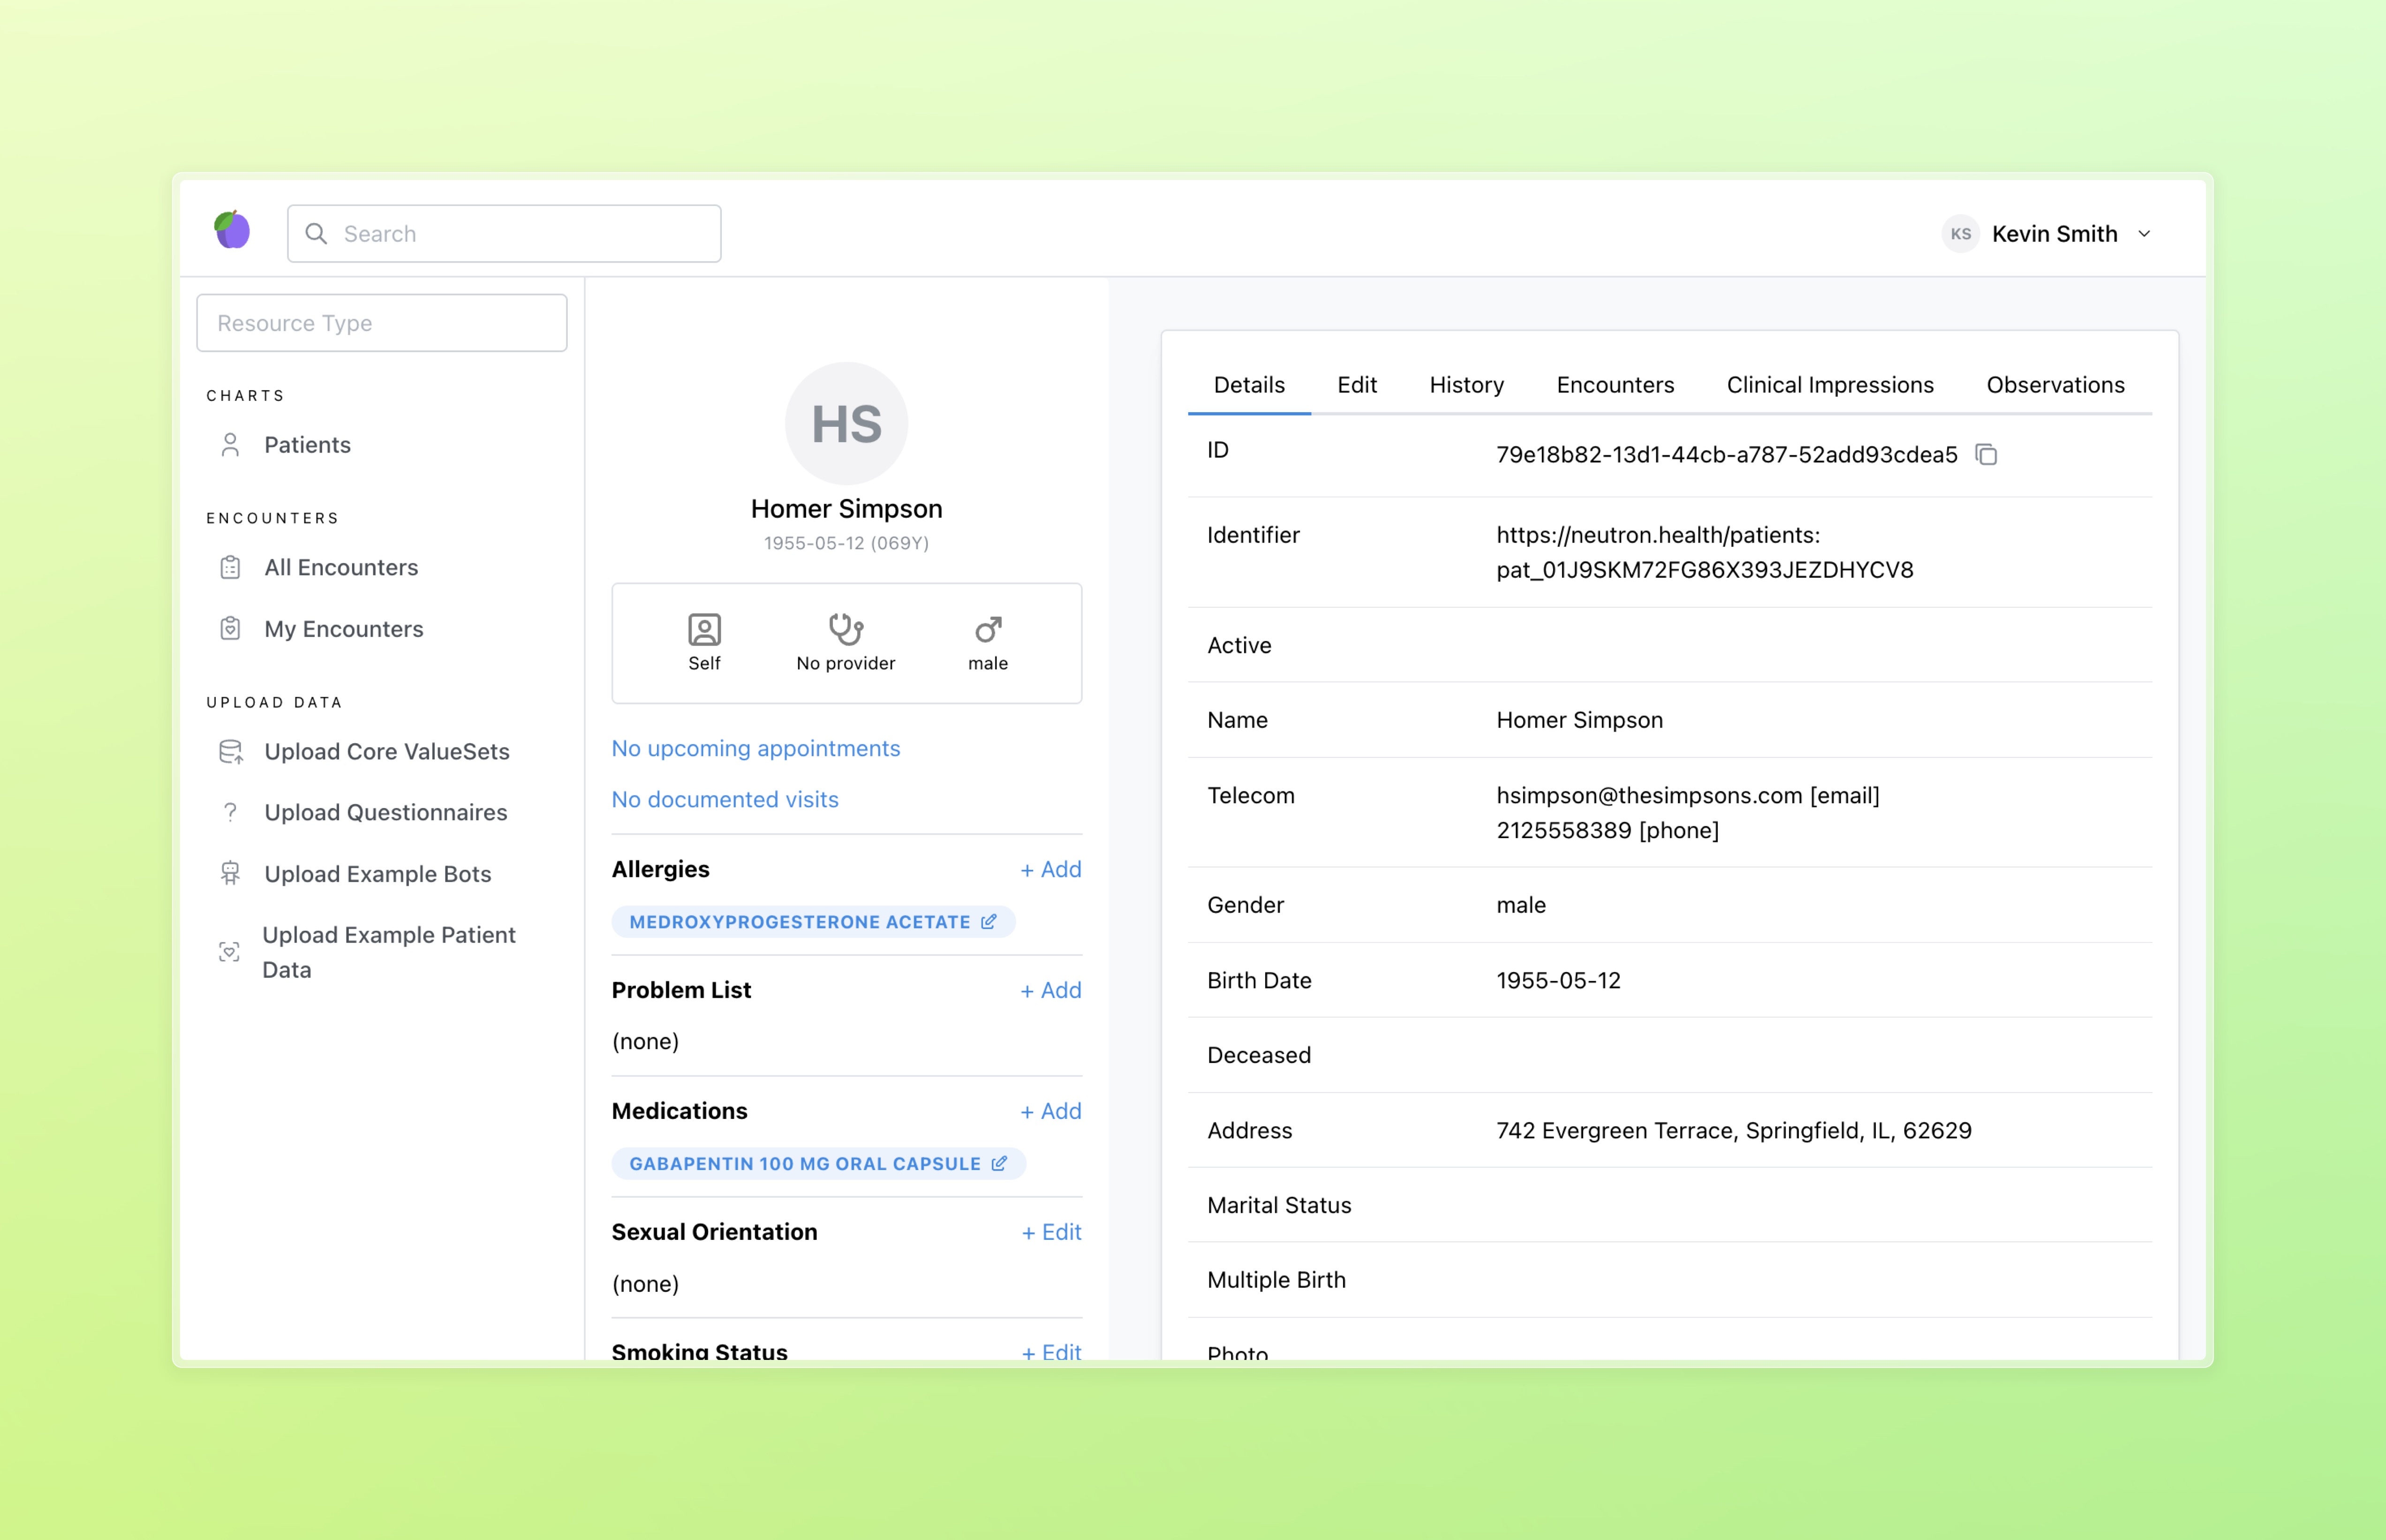 Search
KS Kevin Smith
Resource Type
CHARTS
Patients
ENCOUNTERS
All Encounters
My Encounters
UPLOAD DATA
Upload Core ValueSets
Upload Questionnaires
Upload Example Bots
Upload Example Patient
Data
HS
Homer Simpson
1955-05-12 (069Y)
Self No provider male
No upcoming appointments
No documented visits
Allergies + Add
MEDROXYPROGESTERONE ACETATE
Problem List + Add
(none)
Medications + Add
GABAPENTIN 100 MG ORAL CAPSULE
Sexual Orientation + Edit
(none)
Smoking Status + Edit
Details Edit History Encounters Clinical Impressions Observations
ID 79e18b82-13d1-44cb-a787-52add93cdea5
Identifier https://neutron.health/patients:
pat_01J9SKM72FG86X393JEZDHYCV8
Active
Name Homer Simpson
Telecom hsimpson@thesimpsons.com [email]
2125558389 [phone]
Gender male
Birth Date 1955-05-12
Deceased
Address 742 Evergreen Terrace, Springfield, IL, 62629
Marital Status
Multiple Birth
Photo